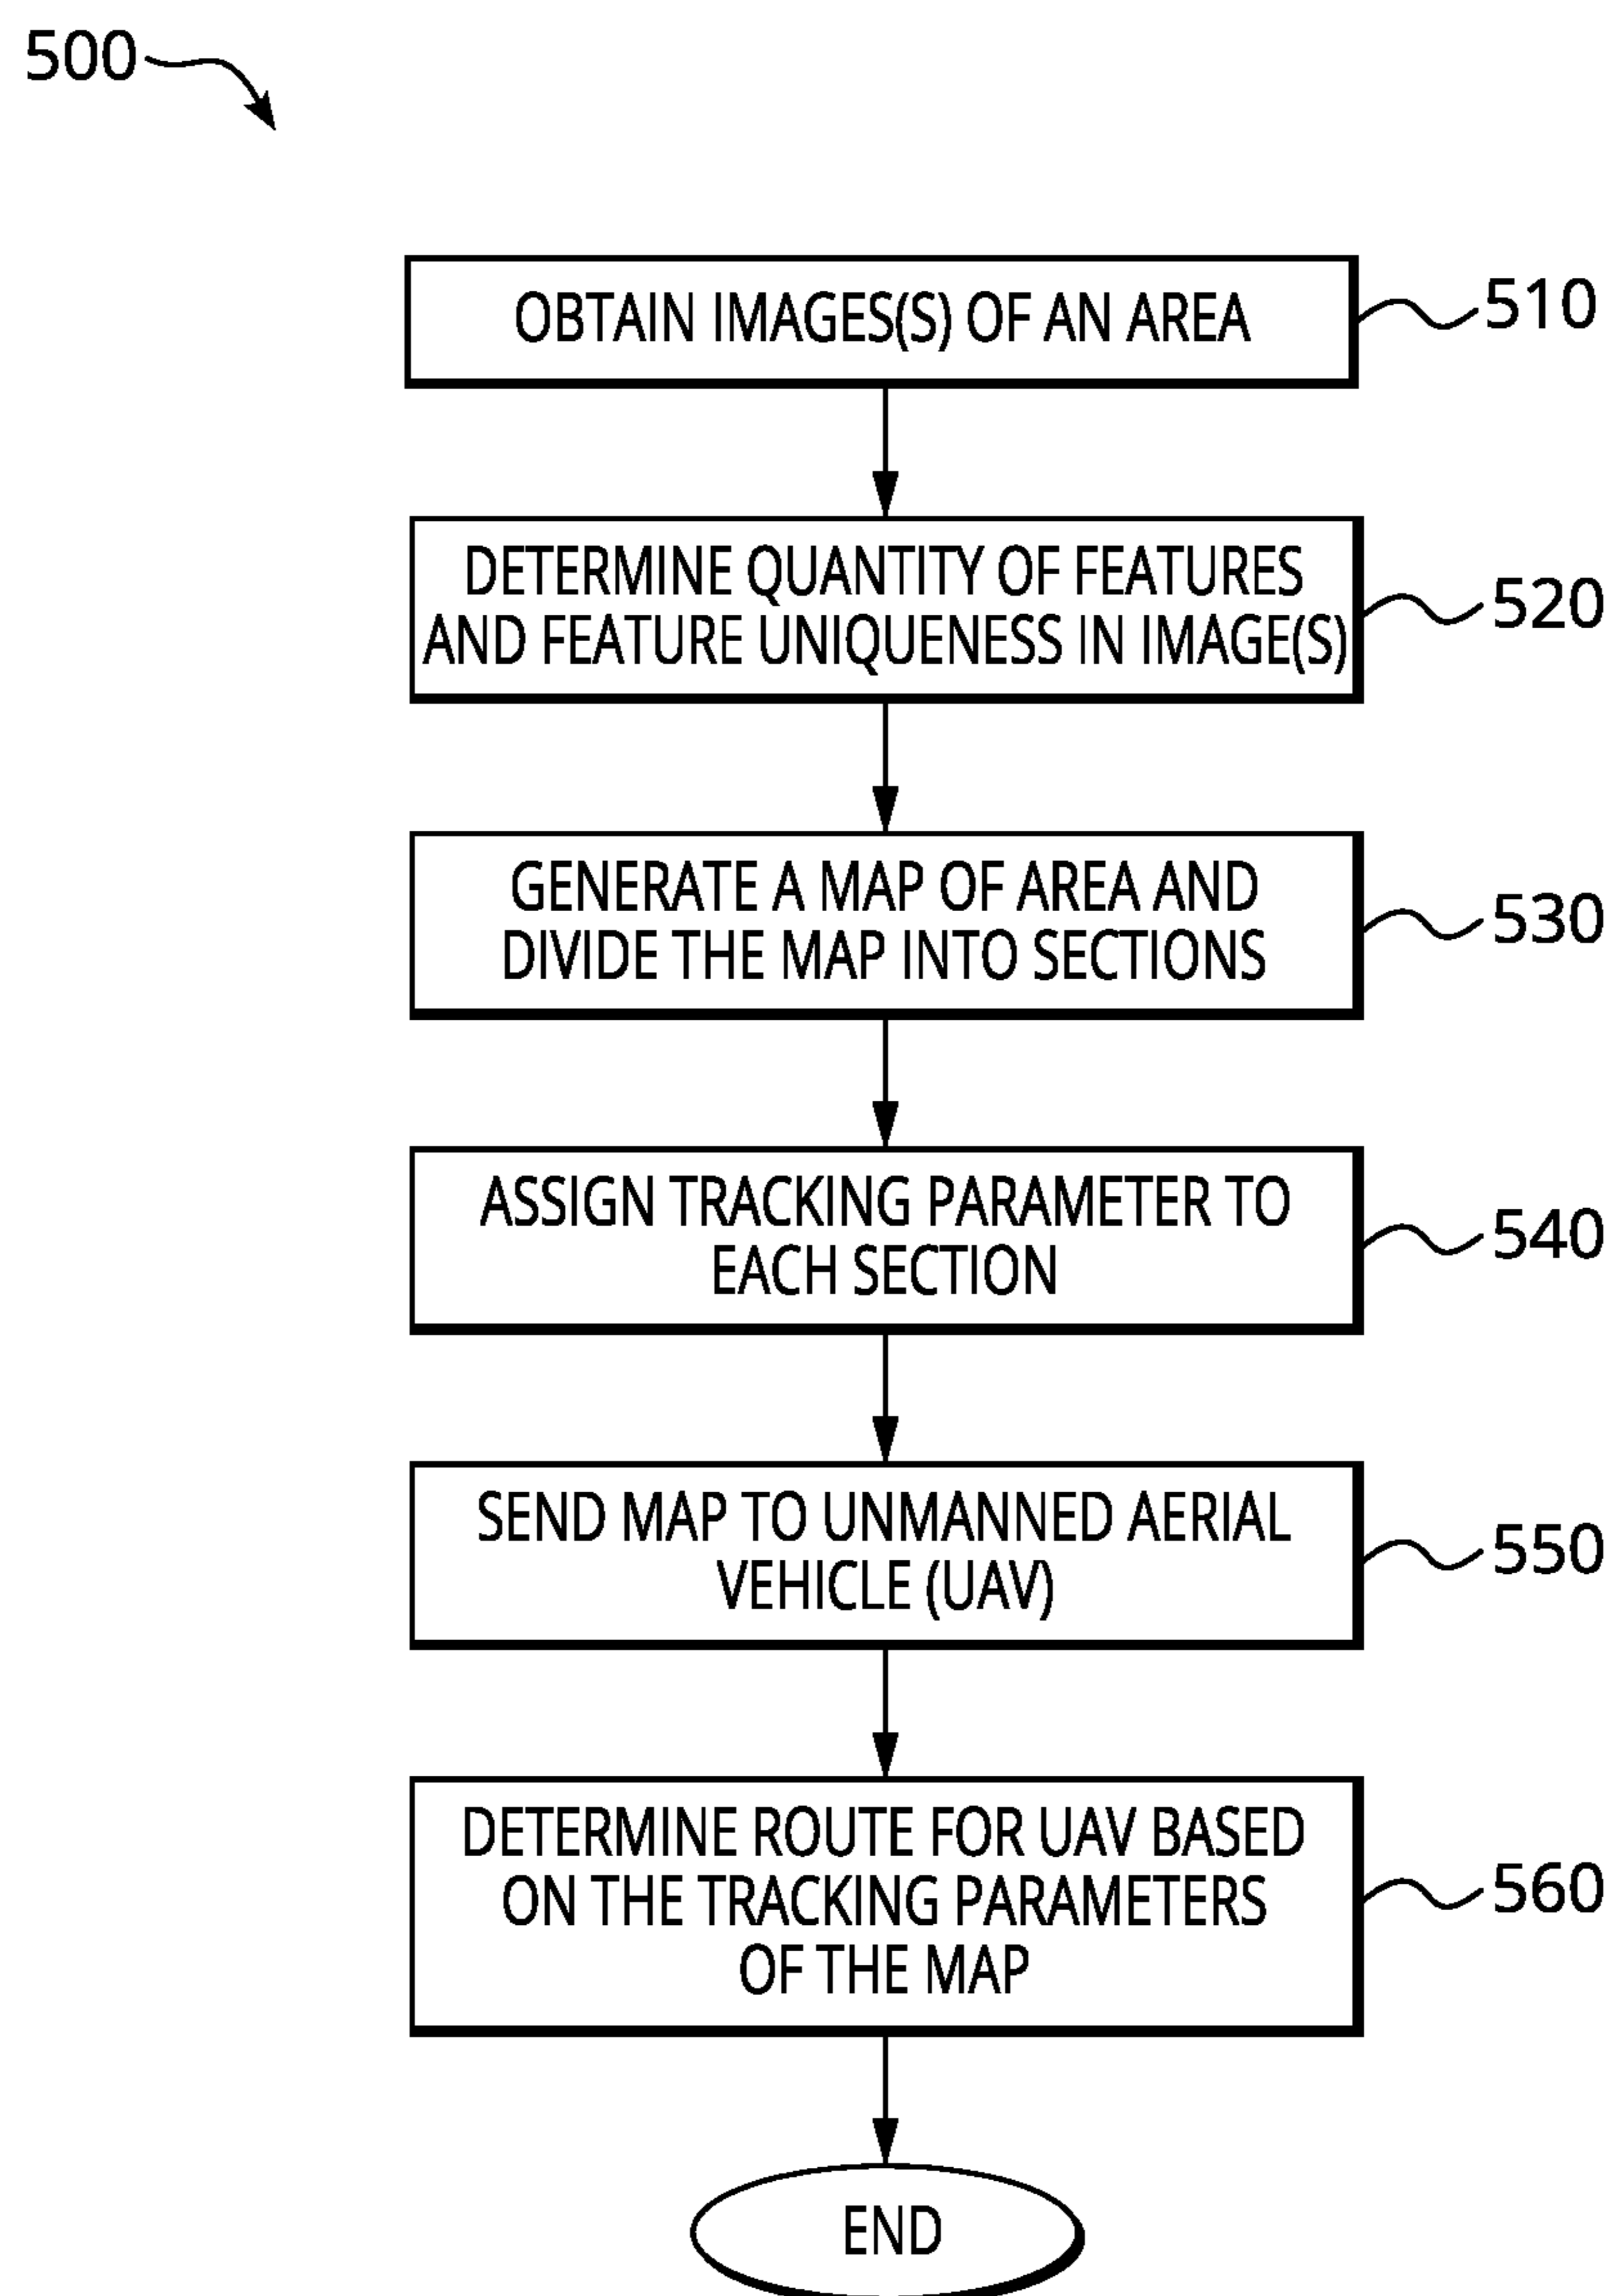 500
OBTAIN IMAGES(S) OF AN AREA
510
DETERMINE QUANTITY OF FEATURES
AND FEATURE UNIQUENESS IN IMAGE(S)
520
GENERATE A MAP OF AREA AND
DIVIDE THE MAP INTO SECTIONS
530
ASSIGN TRACKING PARAMETER TO
EACH SECTION
540
SEND MAP TO UNMANNED AERIAL
VEHICLE (UAV)
550
DETERMINE ROUTE FOR UAV BASED
ON THE TRACKING PARAMETERS
OF THE MAP
560
END